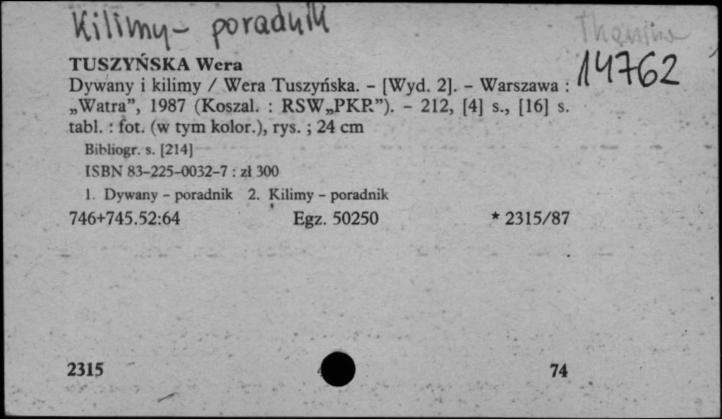 Kilimy - poradnik
14762
TUSZYŃSKA Wera
Dywany i kilimy / Wera Tuszyńska. – [Wyd. 2]. – Warszawa :
„Watra”, 1987 (Koszal. : RSW„PKP.”). – 212, [4] s., [16] s.
tabl. : fot. (w tym kolor.), rys. ; 24 cm
Bibliogr. s. [214]
ISBN 83-225-0032-7 : zł 300
1. Dywany – poradnik 2. Kilimy – poradnik
746+745.52:64 Egz. 50250 * 2315/87
2315 74